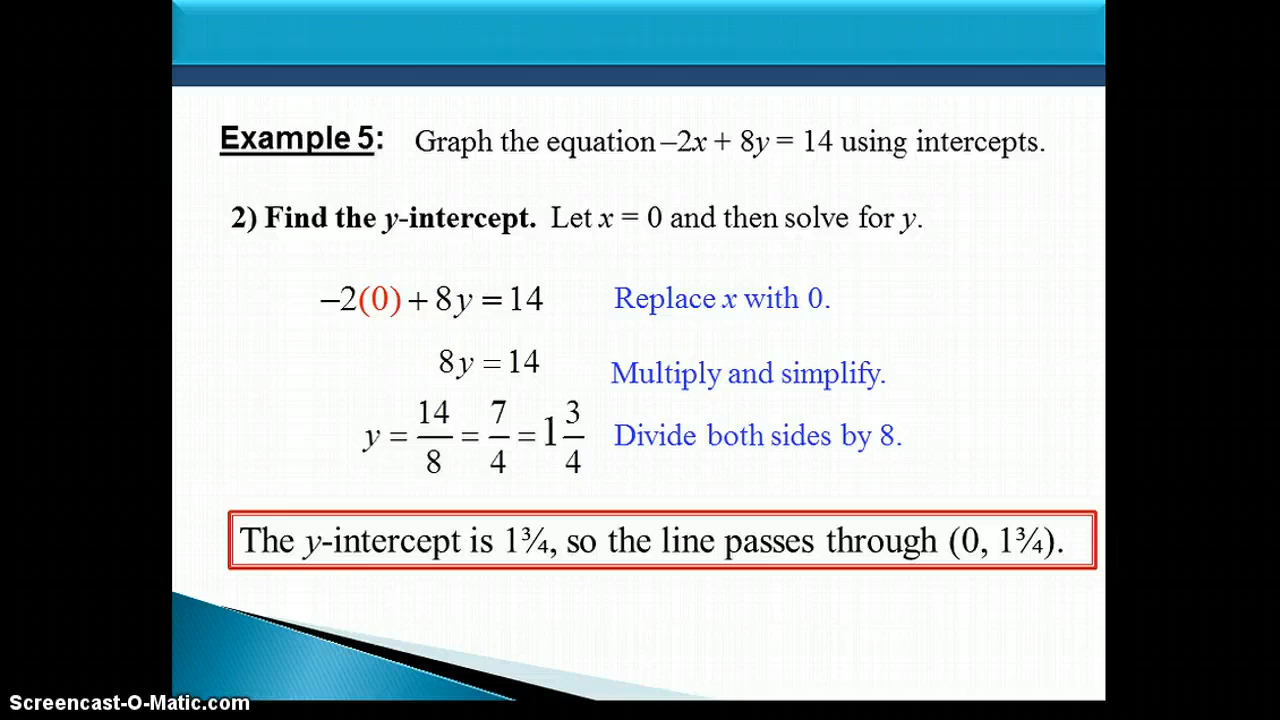 Example 5: Graph the equation –2x + 8y = 14 using intercepts.
2) Find the y-intercept. Let x = 0 and then solve for y.
–2(0) + 8y = 14 Replace x with 0.
8y = 14 Multiply and simplify.
y = 14/8 = 7/4 = 1 3/4 Divide both sides by 8.
The y-intercept is 1¾, so the line passes through (0, 1¾).
Screencast-O-Matic.com